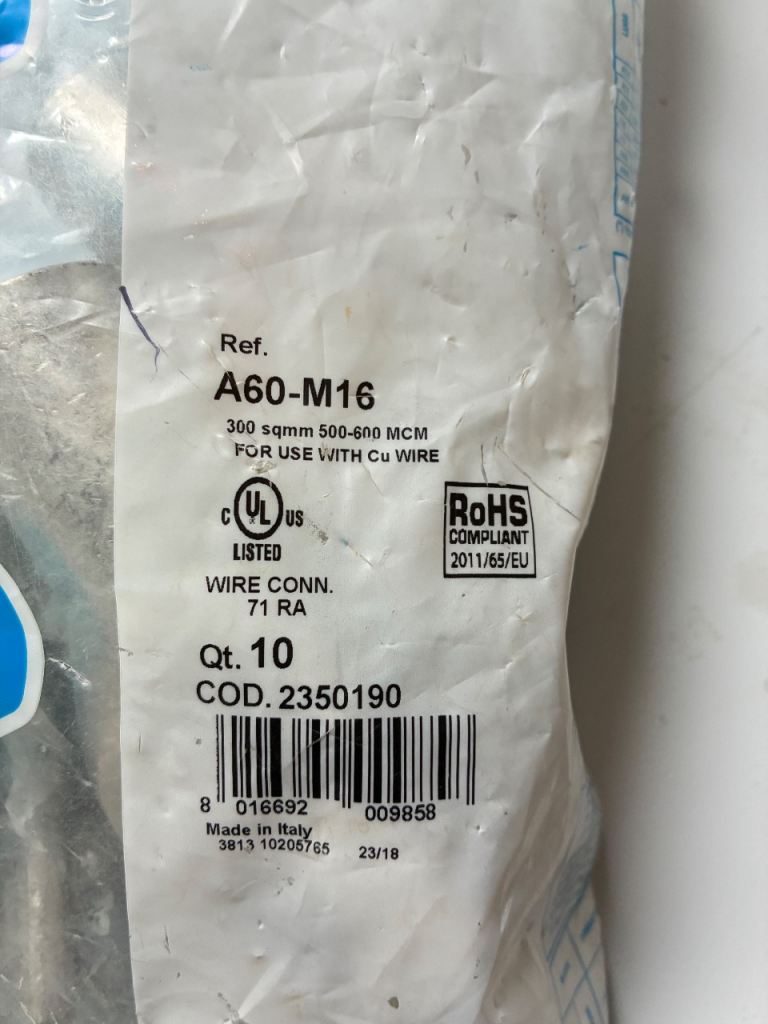 Ref.
A60-M16
300 sqmm 500-600 MCM
FOR USE WITH Cu WIRE
C UL US
LISTED
RoHS
COMPLIANT
2011/65/EU
WIRE CONN.
71 RA
Qt. 10
COD. 2350190
8 016692 009858
Made in Italy
3813 10205765 23/18